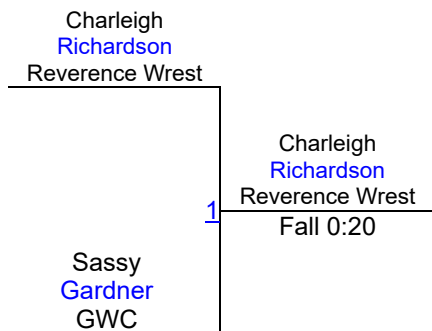 Charleigh
Richardson
Reverence Wrest
Charleigh
Richardson
Reverence Wrest
1
Fall 0:20
Sassy
Gardner
GWC